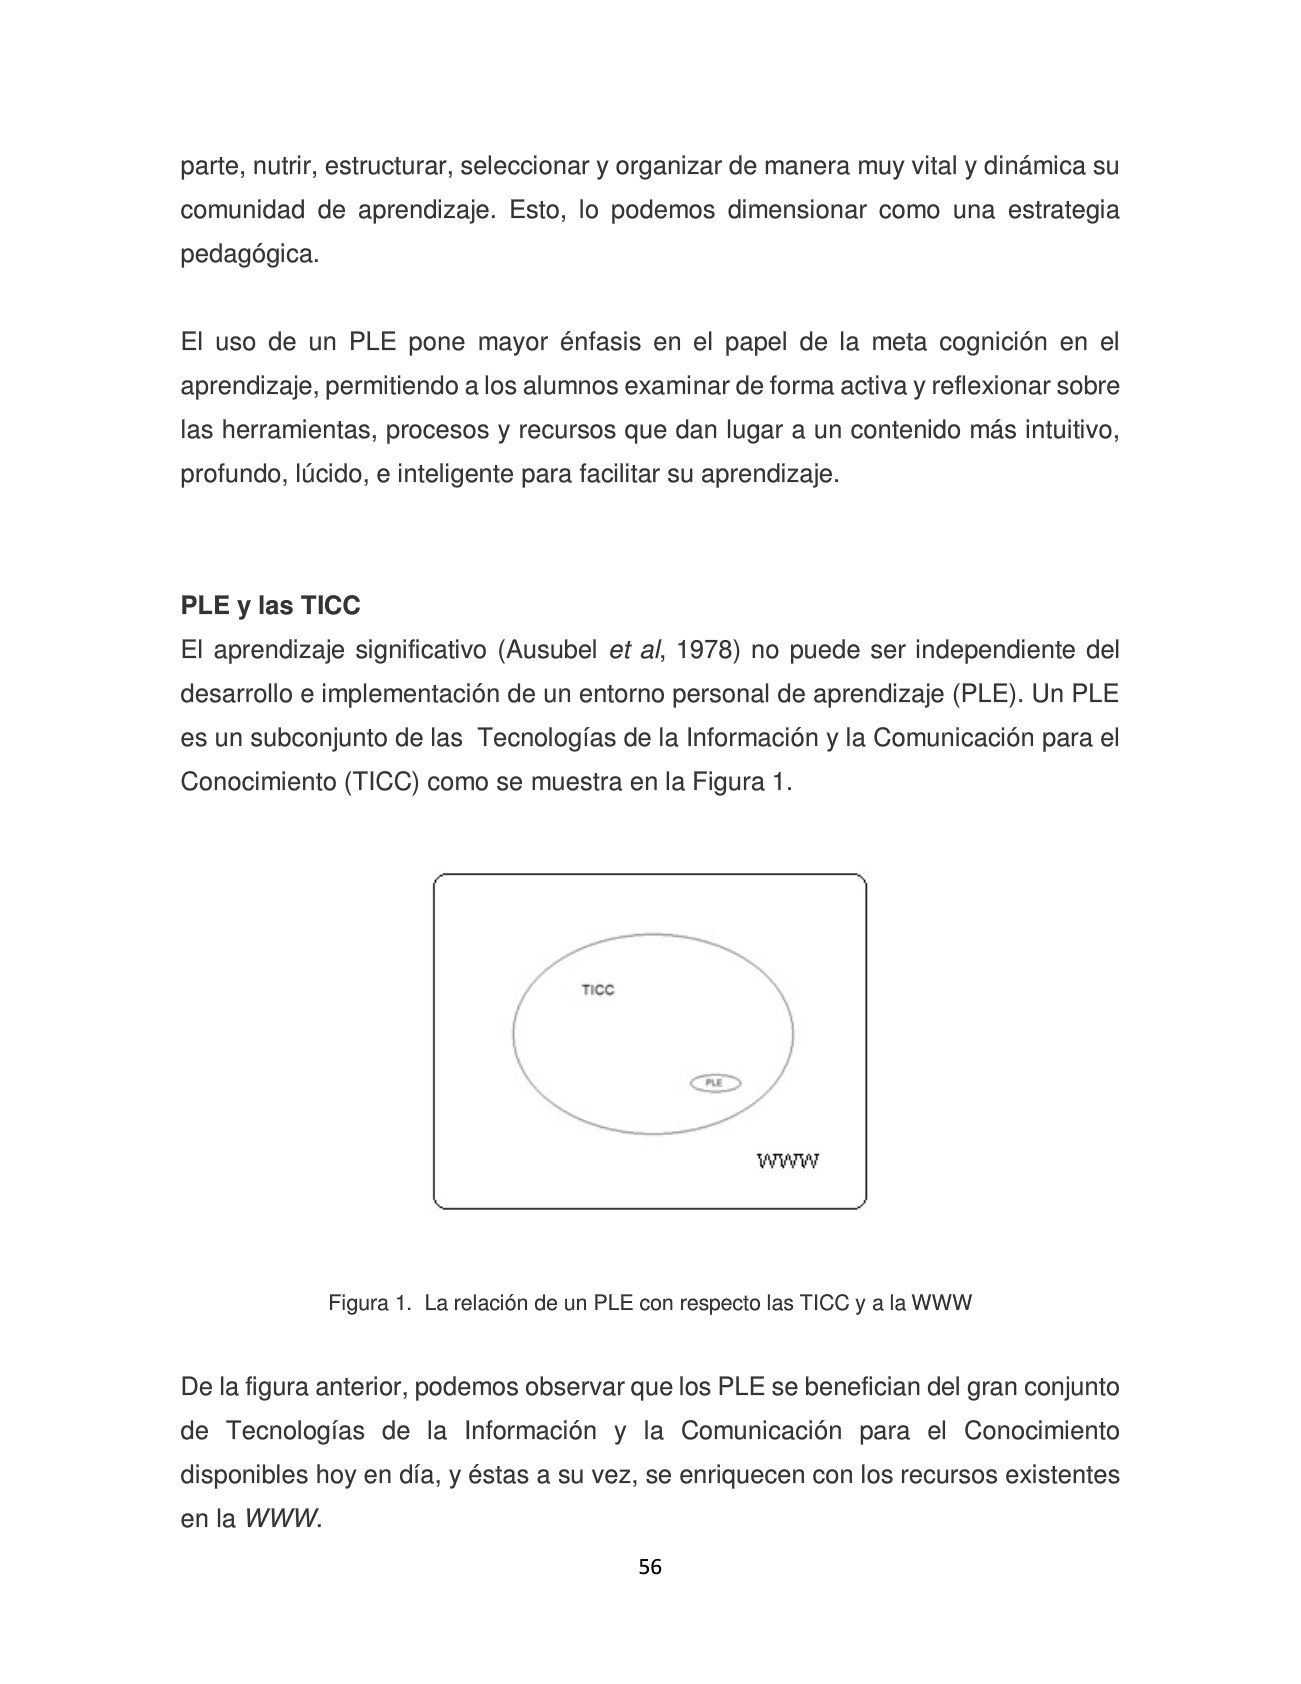 parte, nutrir, estructurar, seleccionar y organizar de manera muy vital y dinámica su
comunidad de aprendizaje. Esto, lo podemos dimensionar como una estrategia
pedagógica.
El uso de un PLE pone mayor énfasis en el papel de la meta cognición en el
aprendizaje, permitiendo a los alumnos examinar de forma activa y reflexionar sobre
las herramientas, procesos y recursos que dan lugar a un contenido más intuitivo,
profundo, lúcido, e inteligente para facilitar su aprendizaje.
PLE y las TICC
El aprendizaje significativo (Ausubel et al, 1978) no puede ser independiente del
desarrollo e implementación de un entorno personal de aprendizaje (PLE). Un PLE
es un subconjunto de las  Tecnologías de la Información y la Comunicación para el
Conocimiento (TICC) como se muestra en la Figura 1.
TICC
PLE
WWW
Figura 1.  La relación de un PLE con respecto las TICC y a la WWW
De la figura anterior, podemos observar que los PLE se benefician del gran conjunto
de Tecnologías de la Información y la Comunicación para el Conocimiento
disponibles hoy en día, y éstas a su vez, se enriquecen con los recursos existentes
en la WWW.
56